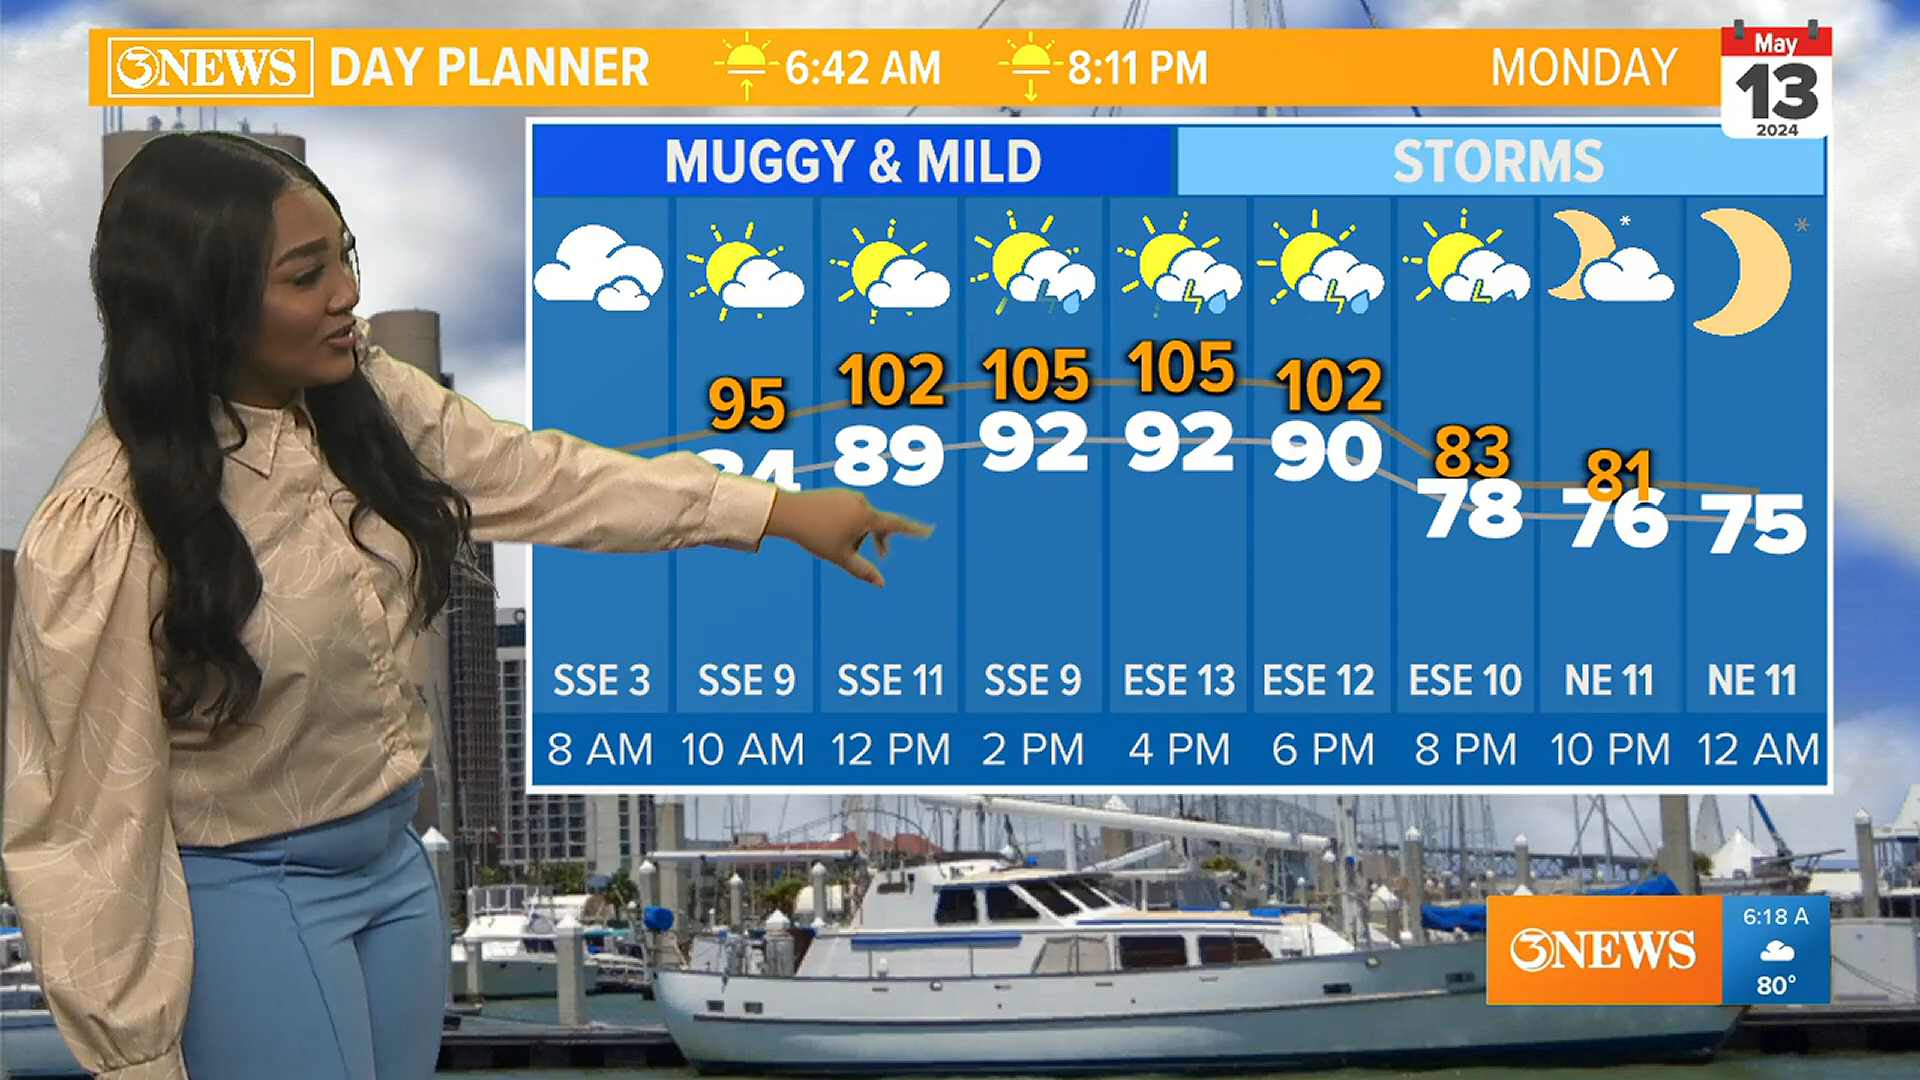 3NEWS DAY PLANNER 6:42 AM 8:11 PM MONDAY
May
13
2024
MUGGY & MILD STORMS
95 102 105 105 102 83 81
89 92 92 90 78 76 75
SSE 3 SSE 9 SSE 11 SSE 9 ESE 13 ESE 12 ESE 10 NE 11 NE 11
8 AM 10 AM 12 PM 2 PM 4 PM 6 PM 8 PM 10 PM 12 AM
3NEWS
6:18 A
80°